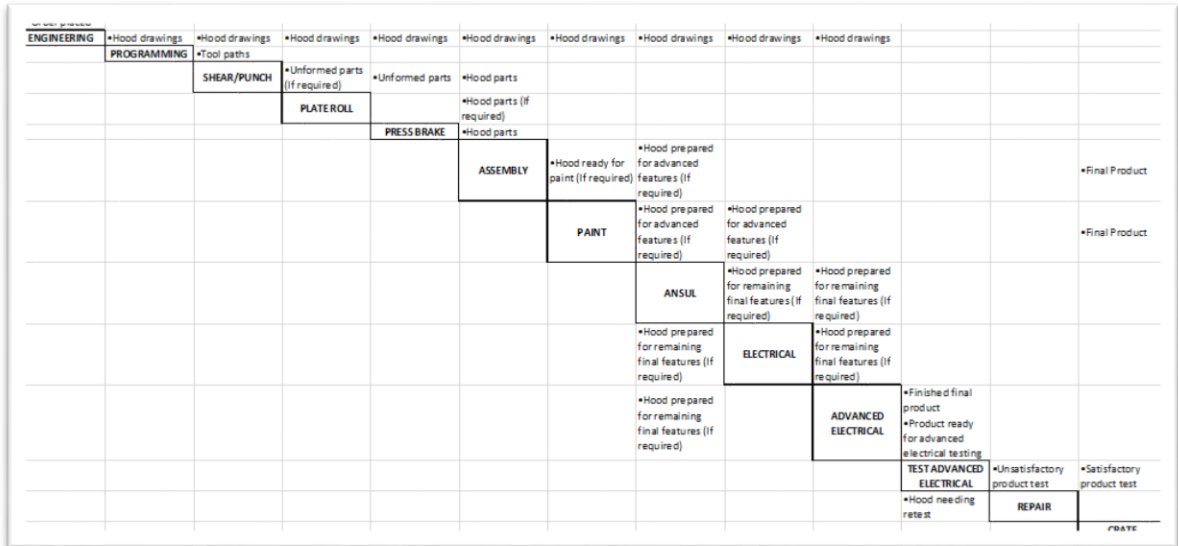 ENGINEERING •Hood drawings •Hood drawings •Hood drawings •Hood drawings •Hood drawings •Hood drawings •Hood drawings •Hood drawings •Hood drawings
PROGRAMMING •Tool paths
SHEAR/PUNCH •Unformed parts (If required) •Unformed parts •Hood parts
PLATE ROLL •Hood parts (If required)
PRESS BRAKE •Hood parts
ASSEMBLY •Hood ready for paint (If required) •Hood prepared for advanced features (If required) •Final Product
PAINT •Hood prepared for advanced features (If required) •Hood prepared for advanced features (If required) •Final Product
ANSUL •Hood prepared for remaining final features (If required) •Hood prepared for remaining final features (If required)
•Hood prepared for remaining final features (If required) ELECTRICAL •Hood prepared for remaining final features (If required)
•Hood prepared for remaining final features (If required) ADVANCED ELECTRICAL •Finished final product •Product ready for advanced electrical testing
TEST ADVANCED ELECTRICAL •Unsatisfactory product test •Satisfactory product test
•Hood needing retest REPAIR